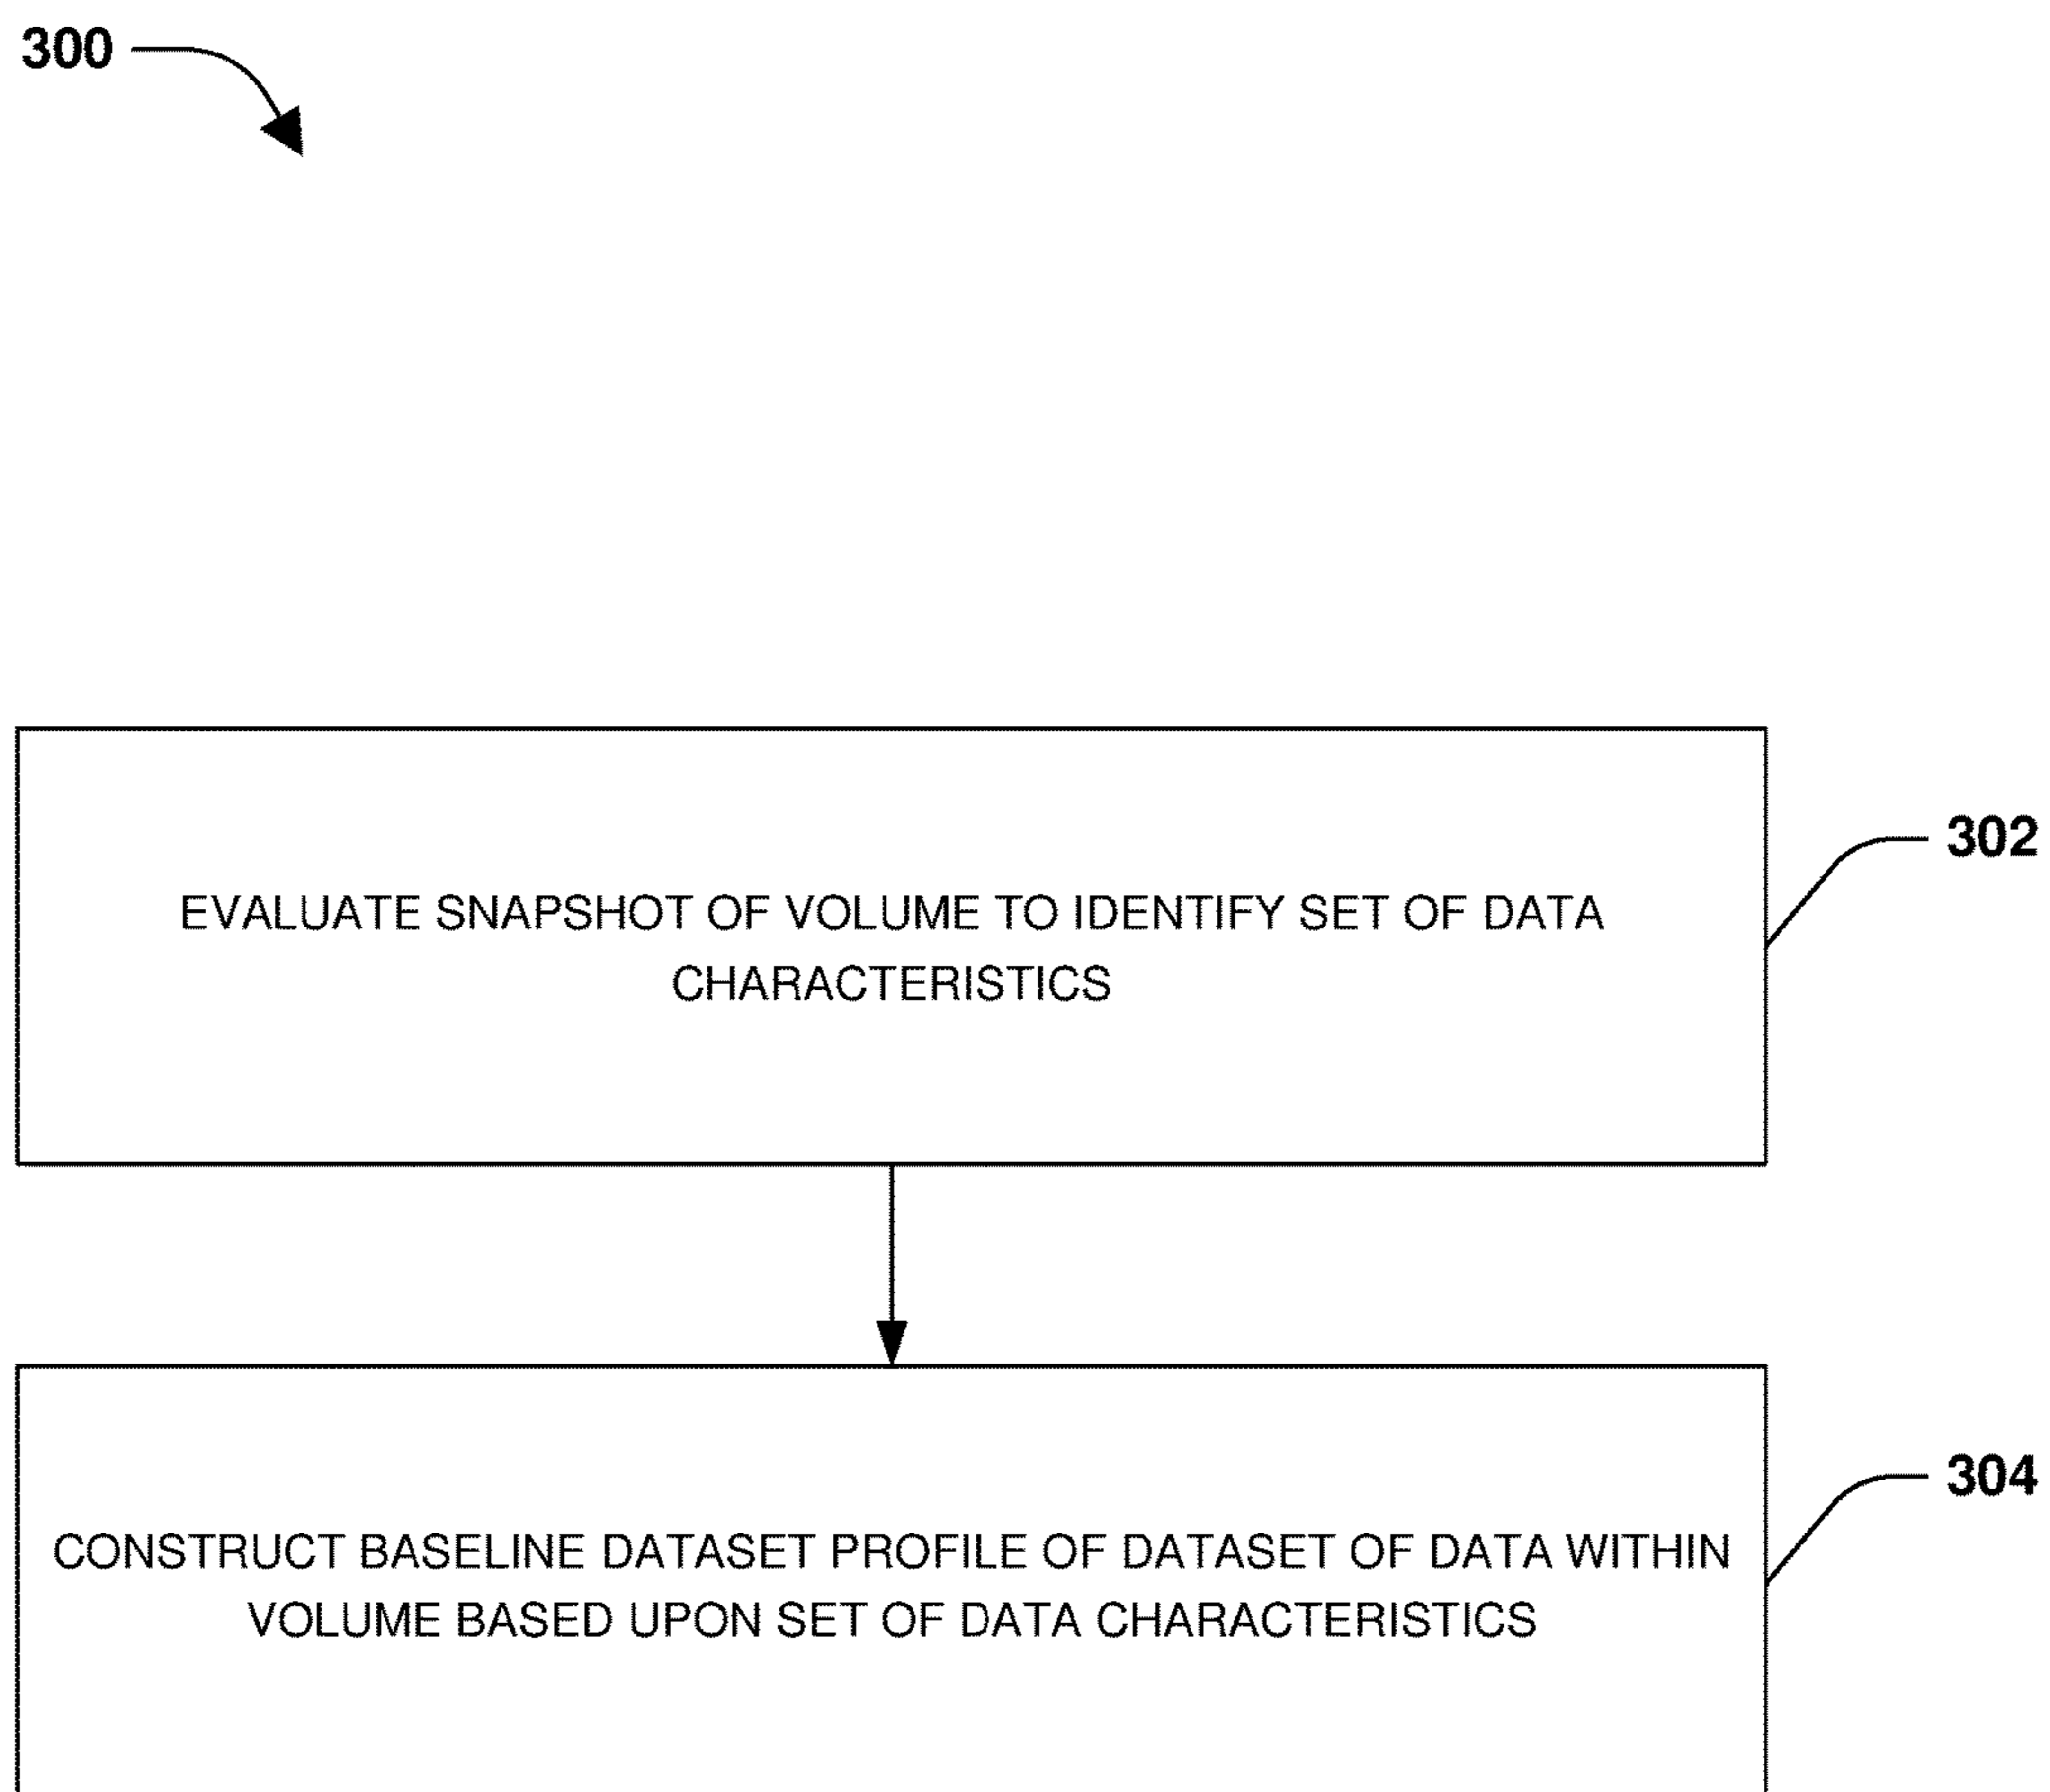 300
EVALUATE SNAPSHOT OF VOLUME TO IDENTIFY SET OF DATA
CHARACTERISTICS
302
CONSTRUCT BASELINE DATASET PROFILE OF DATASET OF DATA WITHIN
VOLUME BASED UPON SET OF DATA CHARACTERISTICS
304